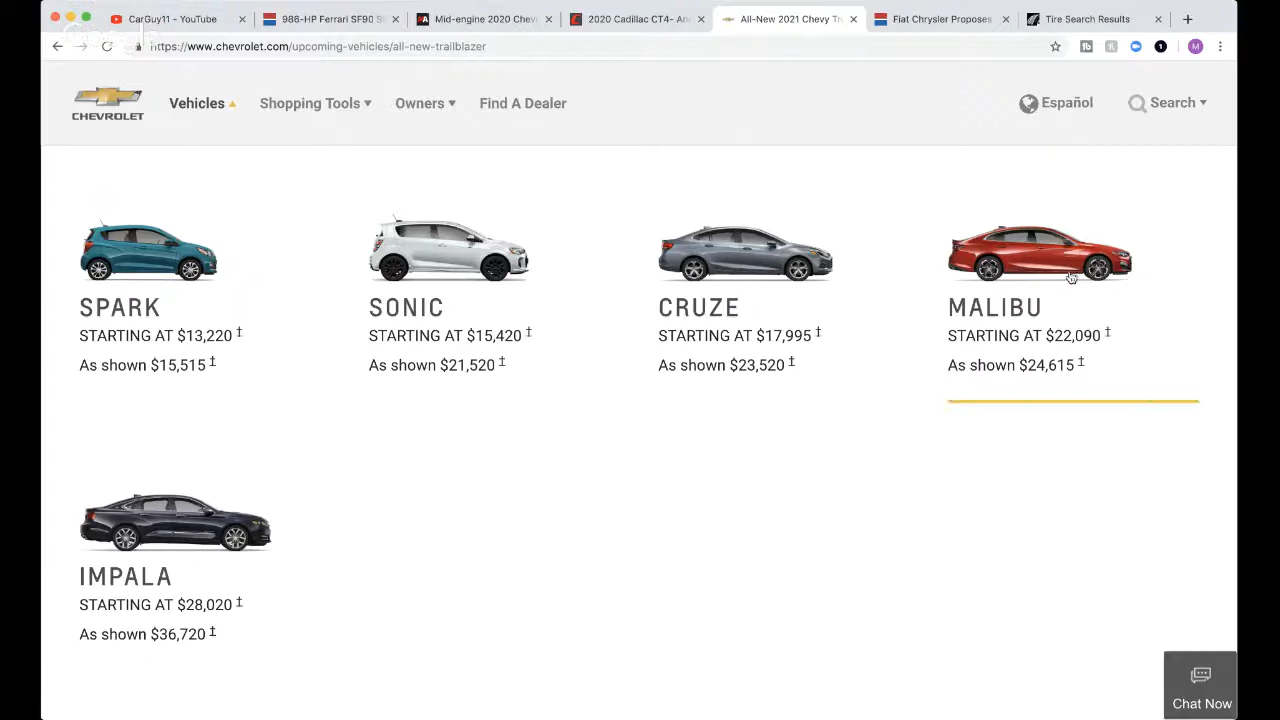 CarGuy11 - YouTube
986-HP Ferrari SF90 S
Mid-engine 2020 Chev
2020 Cadillac CT4- An
All-New 2021 Chevy Tr
Fiat Chrysler Proposes
Tire Search Results
https://www.chevrolet.com/upcoming-vehicles/all-new-trailblazer
M
CHEVROLET
Vehicles
Shopping Tools
Owners
Find A Dealer
Español
Search
SPARK
STARTING AT $13,220 ‡
As shown $15,515 ‡
SONIC
STARTING AT $15,420 ‡
As shown $21,520 ‡
CRUZE
STARTING AT $17,995 ‡
As shown $23,520 ‡
MALIBU
STARTING AT $22,090 ‡
As shown $24,615 ‡
IMPALA
STARTING AT $28,020 ‡
As shown $36,720 ‡
Chat Now